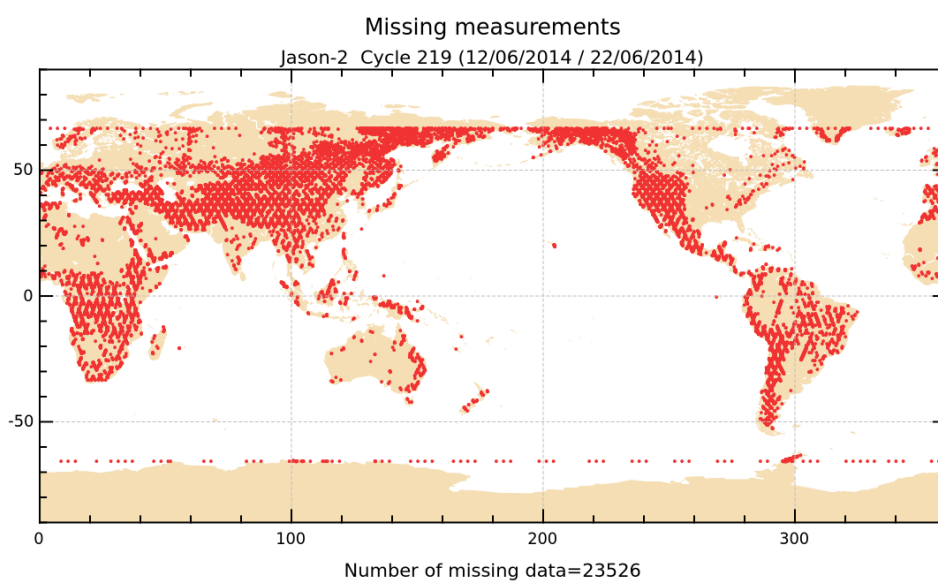 Missing measurements
Jason-2  Cycle 219 (12/06/2014 / 22/06/2014)
50
0
-50
0 100 200 300
Number of missing data=23526